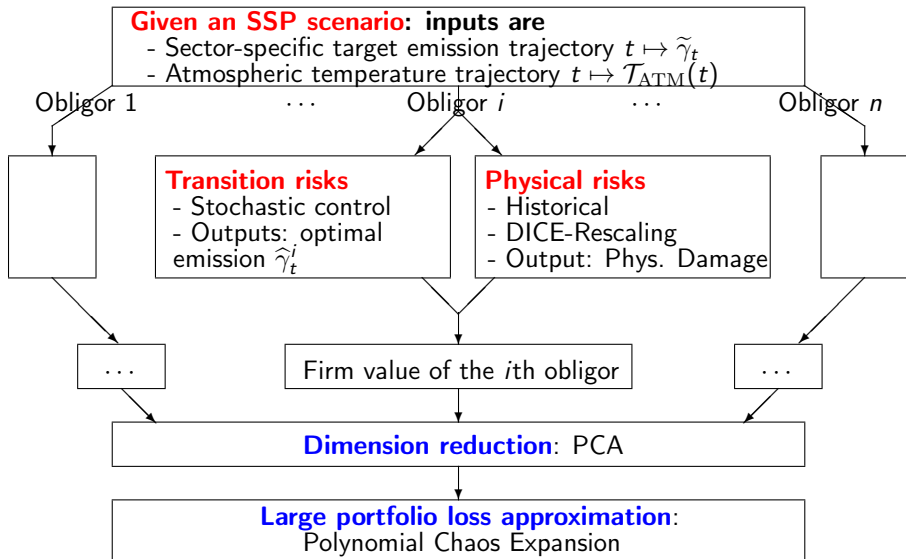 Given an SSP scenario: inputs are
- Sector-specific target emission trajectory t ↦ γ̃_t
- Atmospheric temperature trajectory t ↦ 𝒯_ATM(t)
Obligor 1 ... Obligor i ... Obligor n
Transition risks
- Stochastic control
- Outputs: optimal
emission γ̂_t^i
Physical risks
- Historical
- DICE-Rescaling
- Output: Phys. Damage
...
Firm value of the ith obligor
...
Dimension reduction: PCA
Large portfolio loss approximation:
Polynomial Chaos Expansion